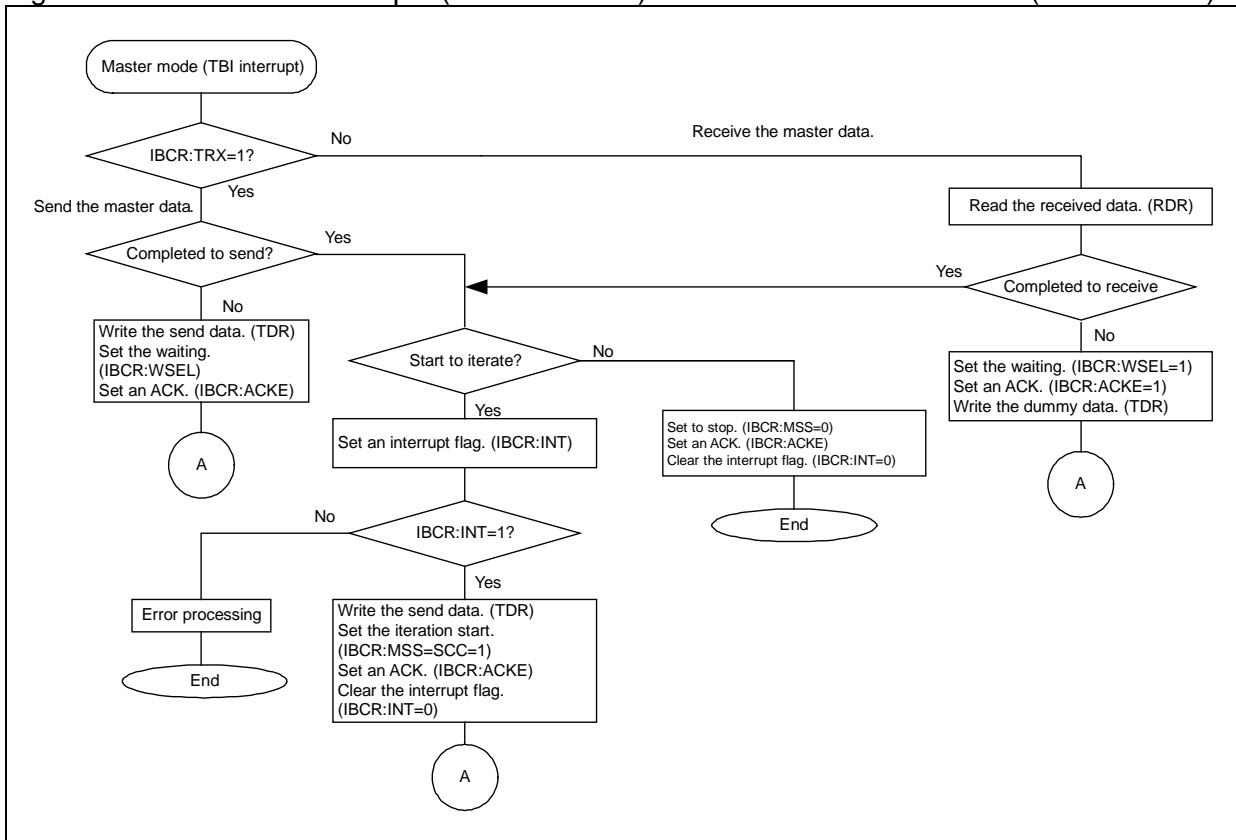 Master mode (TBI interrupt)
No
Receive the master data.
IBCR:TRX=1?
Yes
Send the master data.
Read the received data. (RDR)
Completed to send?
Yes
Yes
Completed to receive
No
No
Write the send data. (TDR)
Set the waiting.
(IBCR:WSEL)
Set an ACK. (IBCR:ACKE)
Start to iterate?
No
Set the waiting. (IBCR:WSEL=1)
Set an ACK. (IBCR:ACKE=1)
Write the dummy data. (TDR)
Yes
Set an interrupt flag. (IBCR:INT)
Set to stop. (IBCR:MSS=0)
Set an ACK. (IBCR:ACKE)
Clear the interrupt flag. (IBCR:INT=0)
A
A
No
IBCR:INT=1?
End
Yes
Error processing
Write the send data. (TDR)
Set the iteration start.
(IBCR:MSS=SCC=1)
Set an ACK. (IBCR:ACKE)
Clear the interrupt flag.
(IBCR:INT=0)
End
A